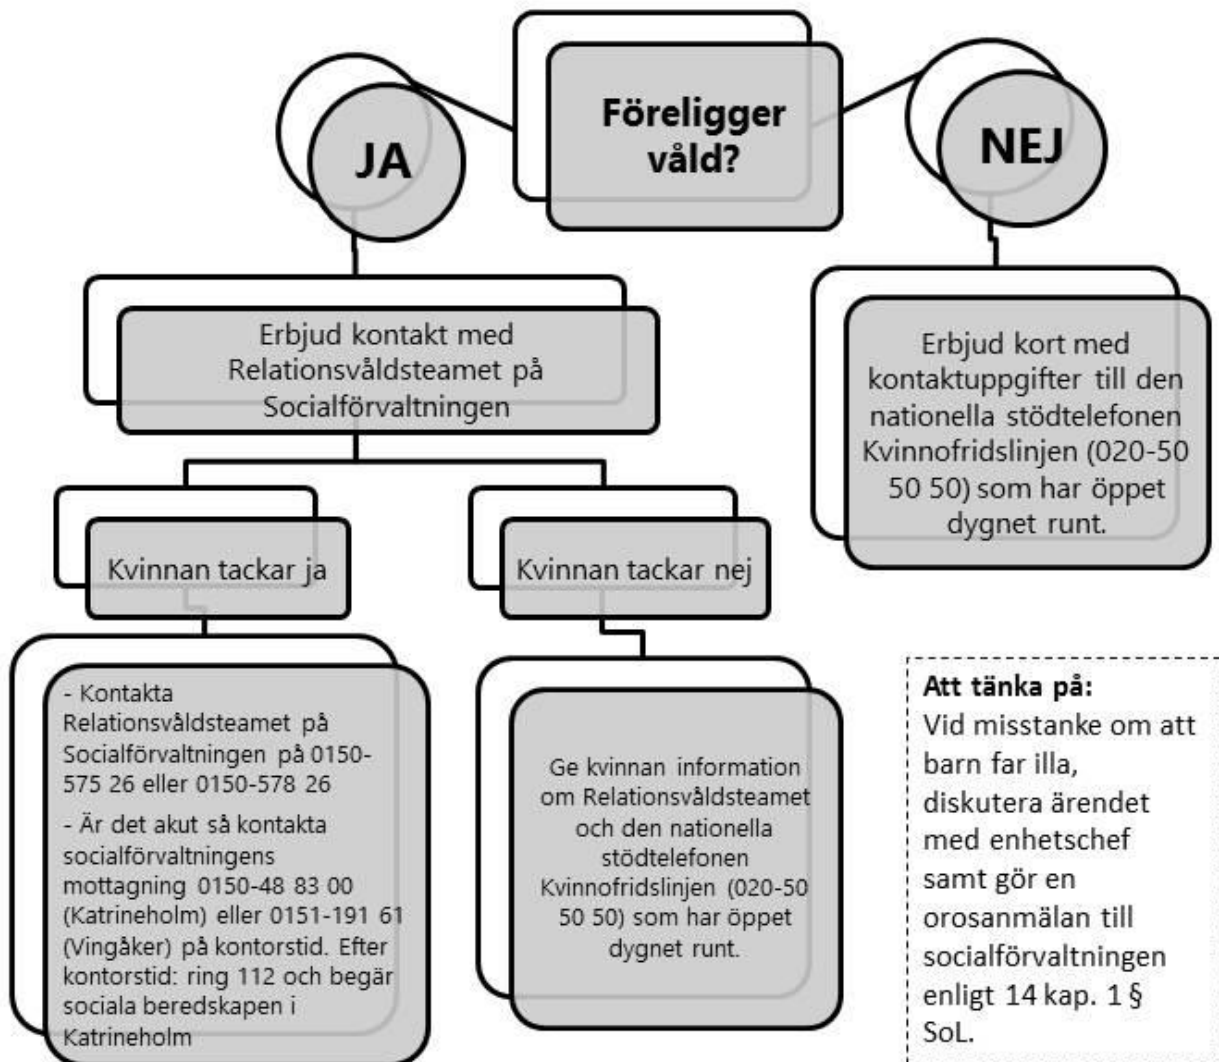 Föreligger
våld?
JA
NEJ
Erbjud kontakt med
Relationsvåldsteamet på
Socialförvaltningen
Erbjud kort med
kontaktuppgifter till den
nationella stödtelefonen
Kvinnofridslinjen (020-50
50 50) som har öppet
dygnet runt.
Kvinnan tackar ja
Kvinnan tackar nej
- Kontakta
Relationsvåldsteamet på
Socialförvaltningen på 0150-
575 26 eller 0150-578 26
- Är det akut så kontakta
socialförvaltningens
mottagning 0150-48 83 00
(Katrineholm) eller 0151-191 61
(Vingåker) på kontorstid. Efter
kontorstid: ring 112 och begär
sociala beredskapen i
Katrineholm
Ge kvinnan information
om Relationsvåldsteamet
och den nationella
stödtelefonen
Kvinnofridslinjen (020-50
50 50) som har öppet
dygnet runt.
Att tänka på:
Vid misstanke om att
barn far illa,
diskutera ärendet
med enhetschef
samt gör en
orosanmälan till
socialförvaltningen
enligt 14 kap. 1 §
SoL.